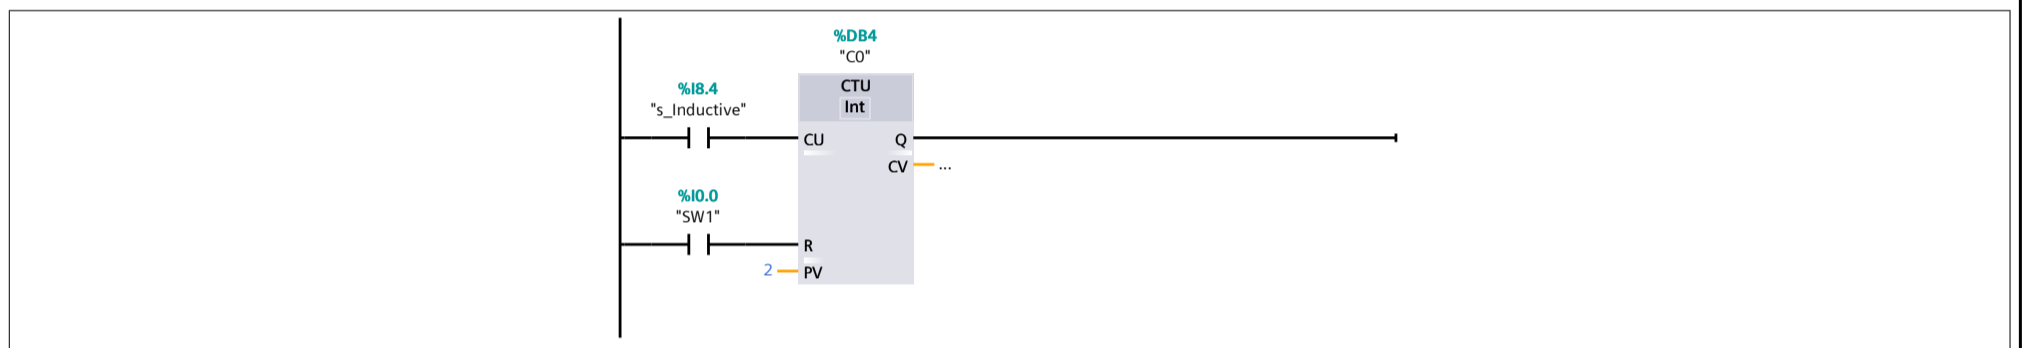 %DB4
"C0"
%I8.4
"s_Inductive"
CTU
Int
CU
Q
CV
...
%I0.0
"SW1"
R
2
PV